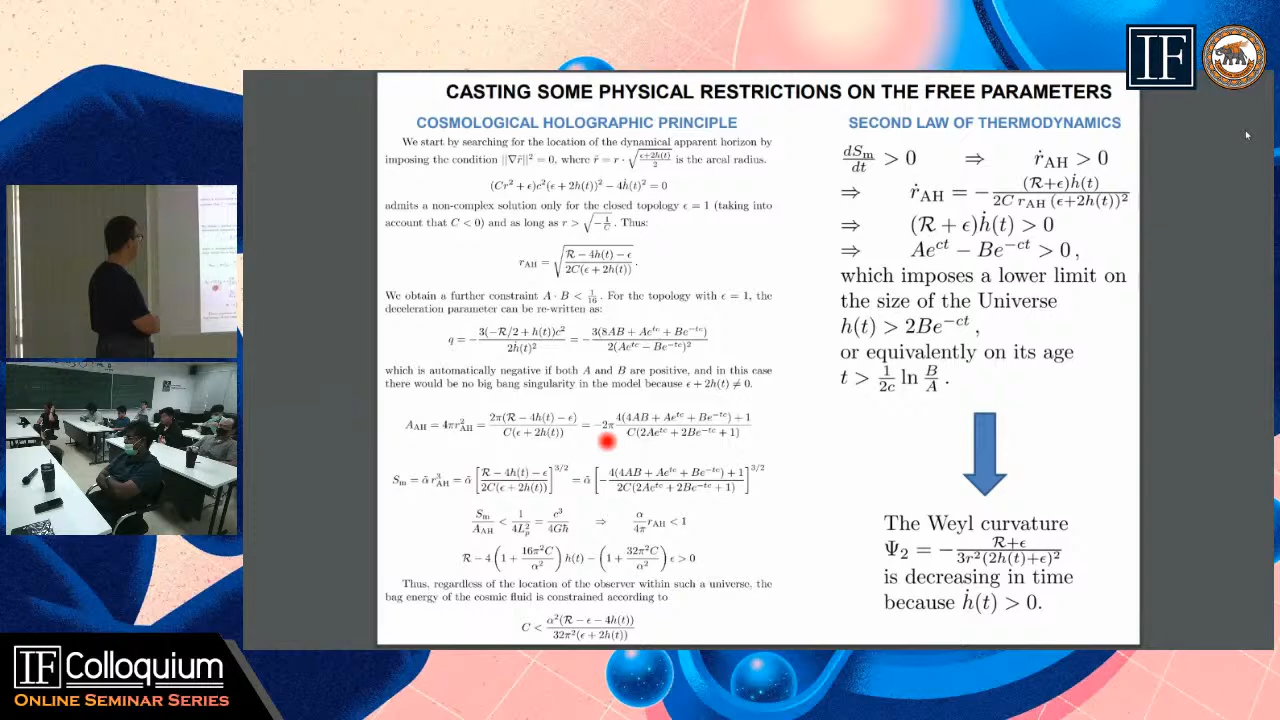 CASTING SOME PHYSICAL RESTRICTIONS ON THE FREE PARAMETERS
COSMOLOGICAL HOLOGRAPHIC PRINCIPLE
We start by searching for the location of the dynamical apparent horizon by
imposing the condition ||∇r̃||² = 0, where r̃ = r · √((ϵ+2h(t))/2) is the areal radius.
(Cr² + ϵ)c²(ϵ + 2h(t))² − 4ḣ(t)² = 0
admits a non-complex solution only for the closed topology ϵ = 1 (taking into
account that C < 0) and as long as r > √(−1/C). Thus:
r_AH = √((ℛ − 4h(t) − ϵ)/(2C(ϵ + 2h(t)))).
We obtain a further constraint A · B < 1/16. For the topology with ϵ = 1, the
deceleration parameter can be re-written as:
q = −3(−ℛ/2 + h(t))c²/(2ḣ(t)²) = −3(8AB + Ae^{tc} + Be^{−tc})/(2(Ae^{tc} − Be^{−tc})²)
which is automatically negative if both A and B are positive, and in this case
there would be no big bang singularity in the model because ϵ + 2h(t) ≠ 0.
A_AH = 4πr²_AH = 2π(ℛ − 4h(t) − ϵ)/(C(ϵ + 2h(t))) = −2π (4(4AB + Ae^{tc} + Be^{−tc}) + 1)/(C(2Ae^{tc} + 2Be^{−tc} + 1))
S_m = α̃ r³_AH = α̃ [(ℛ − 4h(t) − ϵ)/(2C(ϵ + 2h(t)))]^{3/2} = α̃ [−(4(4AB + Ae^{tc} + Be^{−tc}) + 1)/(2C(2Ae^{tc} + 2Be^{−tc} + 1))]^{3/2}
S_m/A_AH < 1/(4L²_p) = c³/(4Għ) ⇒ α/(4π) r_AH < 1
ℛ − 4(1 + 16π²C/α²) h(t) − (1 + 32π²C/α²) ϵ > 0
Thus, regardless of the location of the observer within such a universe, the
bag energy of the cosmic fluid is constrained according to
C < α²(ℛ − ϵ − 4h(t))/(32π²(ϵ + 2h(t)))
SECOND LAW OF THERMODYNAMICS
dS_m/dt > 0 ⇒ ṙ_AH > 0
⇒ ṙ_AH = −(ℛ+ϵ)ḣ(t)/(2C r_AH (ϵ+2h(t))²)
⇒ (ℛ + ϵ)ḣ(t) > 0
⇒ Ae^{ct} − Be^{−ct} > 0 ,
which imposes a lower limit on
the size of the Universe
h(t) > 2Be^{−ct} ,
or equivalently on its age
t > 1/(2c) ln B/A .
The Weyl curvature
Ψ₂ = −(ℛ+ϵ)/(3r²(2h(t)+ϵ)²)
is decreasing in time
because ḣ(t) > 0.
IF
IF Colloquium
ONLINE SEMINAR SERIES